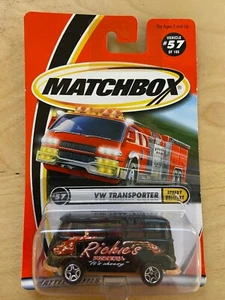 For Ages 3 and Up
VEHICLE
#57
OF 100
MATCHBOX
57
VW TRANSPORTER
Rickie's
"It's cheesy"